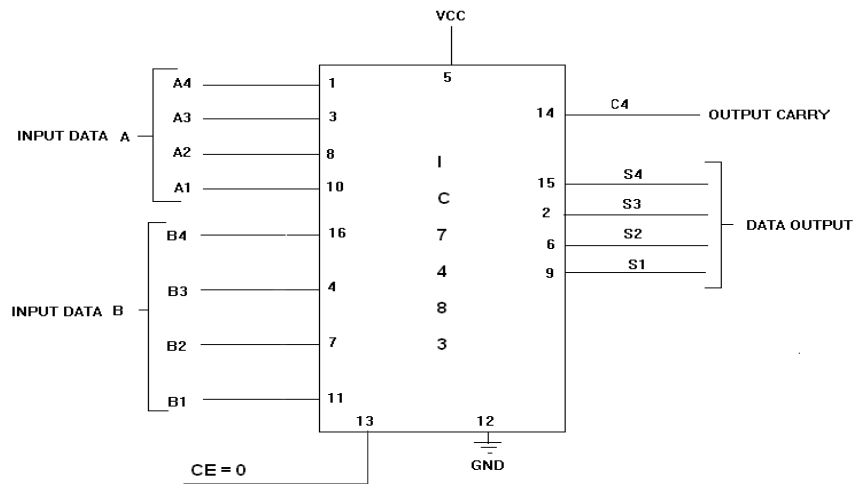 VCC
5
A4 1
A3 3
INPUT DATA A
A2 8
A1 10
B4 16
B3 4
INPUT DATA B
B2 7
B1 11
I
C
7
4
8
3
14 C4 OUTPUT CARRY
15 S4
2 S3
DATA OUTPUT
6 S2
9 S1
13
12
CE = 0
GND